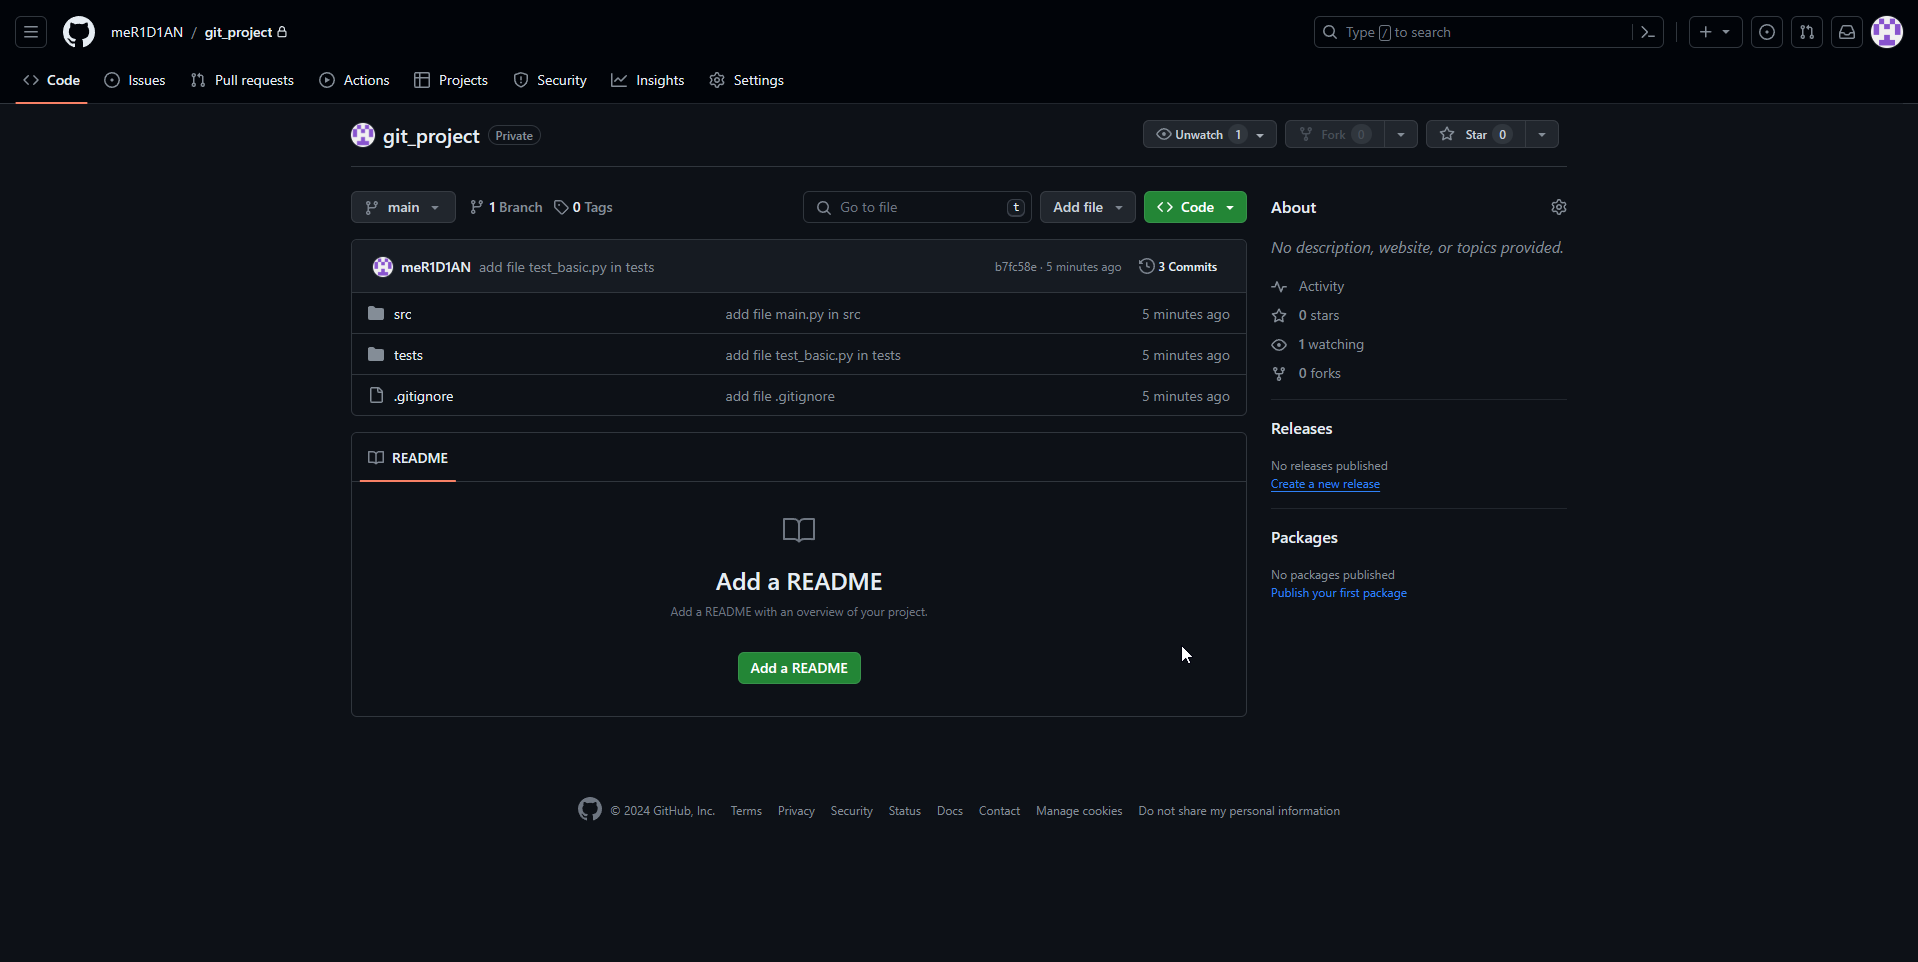 meR1D1AN / git_project
Type / to search
Code Issues Pull requests Actions Projects Security Insights Settings
git_project Private
Unwatch 1 Fork 0 Star 0
main 1 Branch 0 Tags
Go to file t Add file Code
meR1D1AN add file test_basic.py in tests b7fc58e · 5 minutes ago 3 Commits
src add file main.py in src 5 minutes ago
tests add file test_basic.py in tests 5 minutes ago
.gitignore add file .gitignore 5 minutes ago
README
Add a README
Add a README with an overview of your project.
Add a README
About
No description, website, or topics provided.
Activity
0 stars
1 watching
0 forks
Releases
No releases published
Create a new release
Packages
No packages published
Publish your first package
© 2024 GitHub, Inc. Terms Privacy Security Status Docs Contact Manage cookies Do not share my personal information